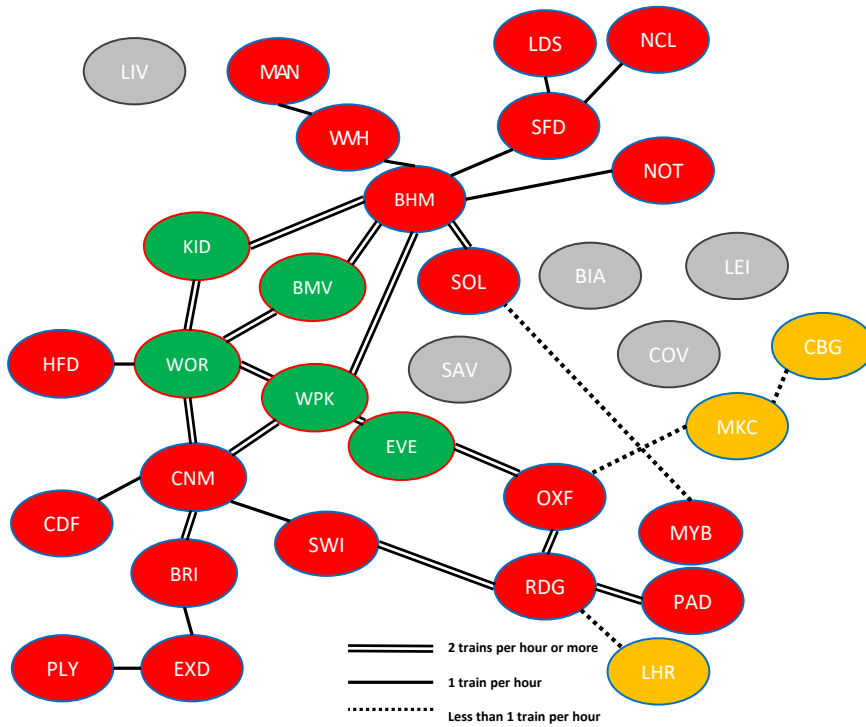 LIV
MAN
LDS
NCL
WVH
SFD
NOT
BHM
KID
BMV
SOL
BIA
LEI
HFD
WOR
SAV
COV
CBG
WPK
EVE
MKC
CDF
CNM
OXF
MYB
SWI
BRI
RDG
PAD
PLY
EXD
LHR
2 trains per hour or more
1 train per hour
Less than 1 train per hour